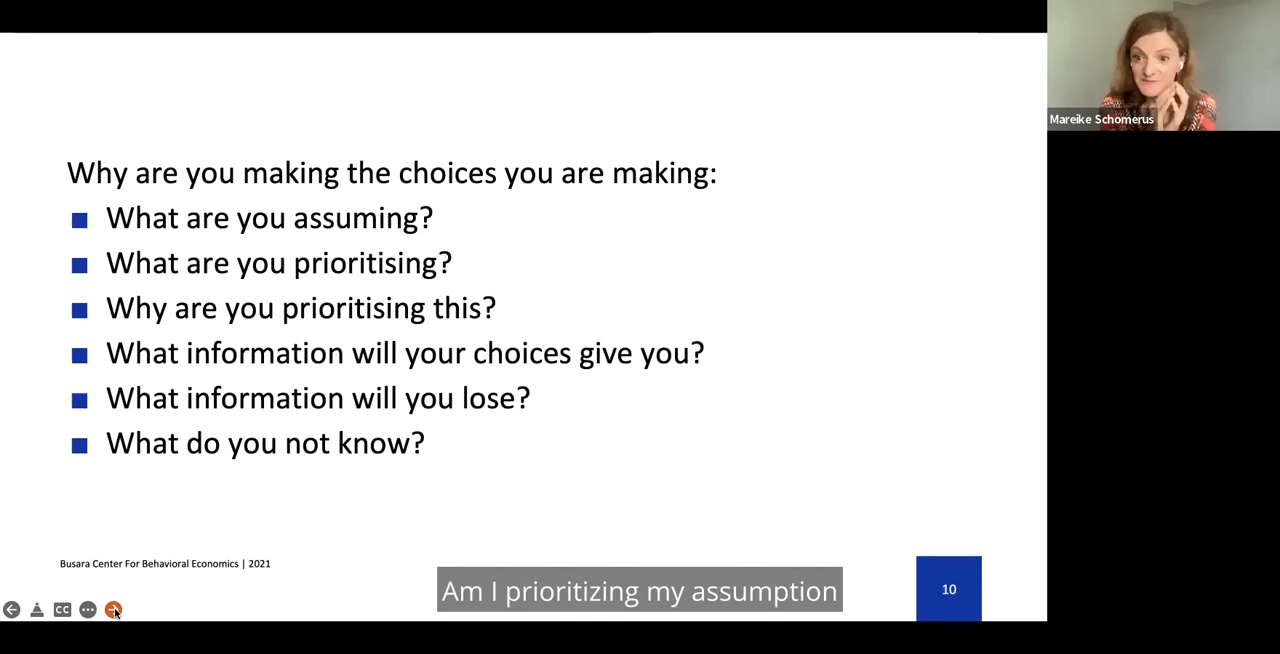 Mareike Schomerus
Why are you making the choices you are making:
What are you assuming?
What are you prioritising?
Why are you prioritising this?
What information will your choices give you?
What information will you lose?
What do you not know?
Busara Center For Behavioral Economics | 2021
10
CC
Am I prioritizing my assumption